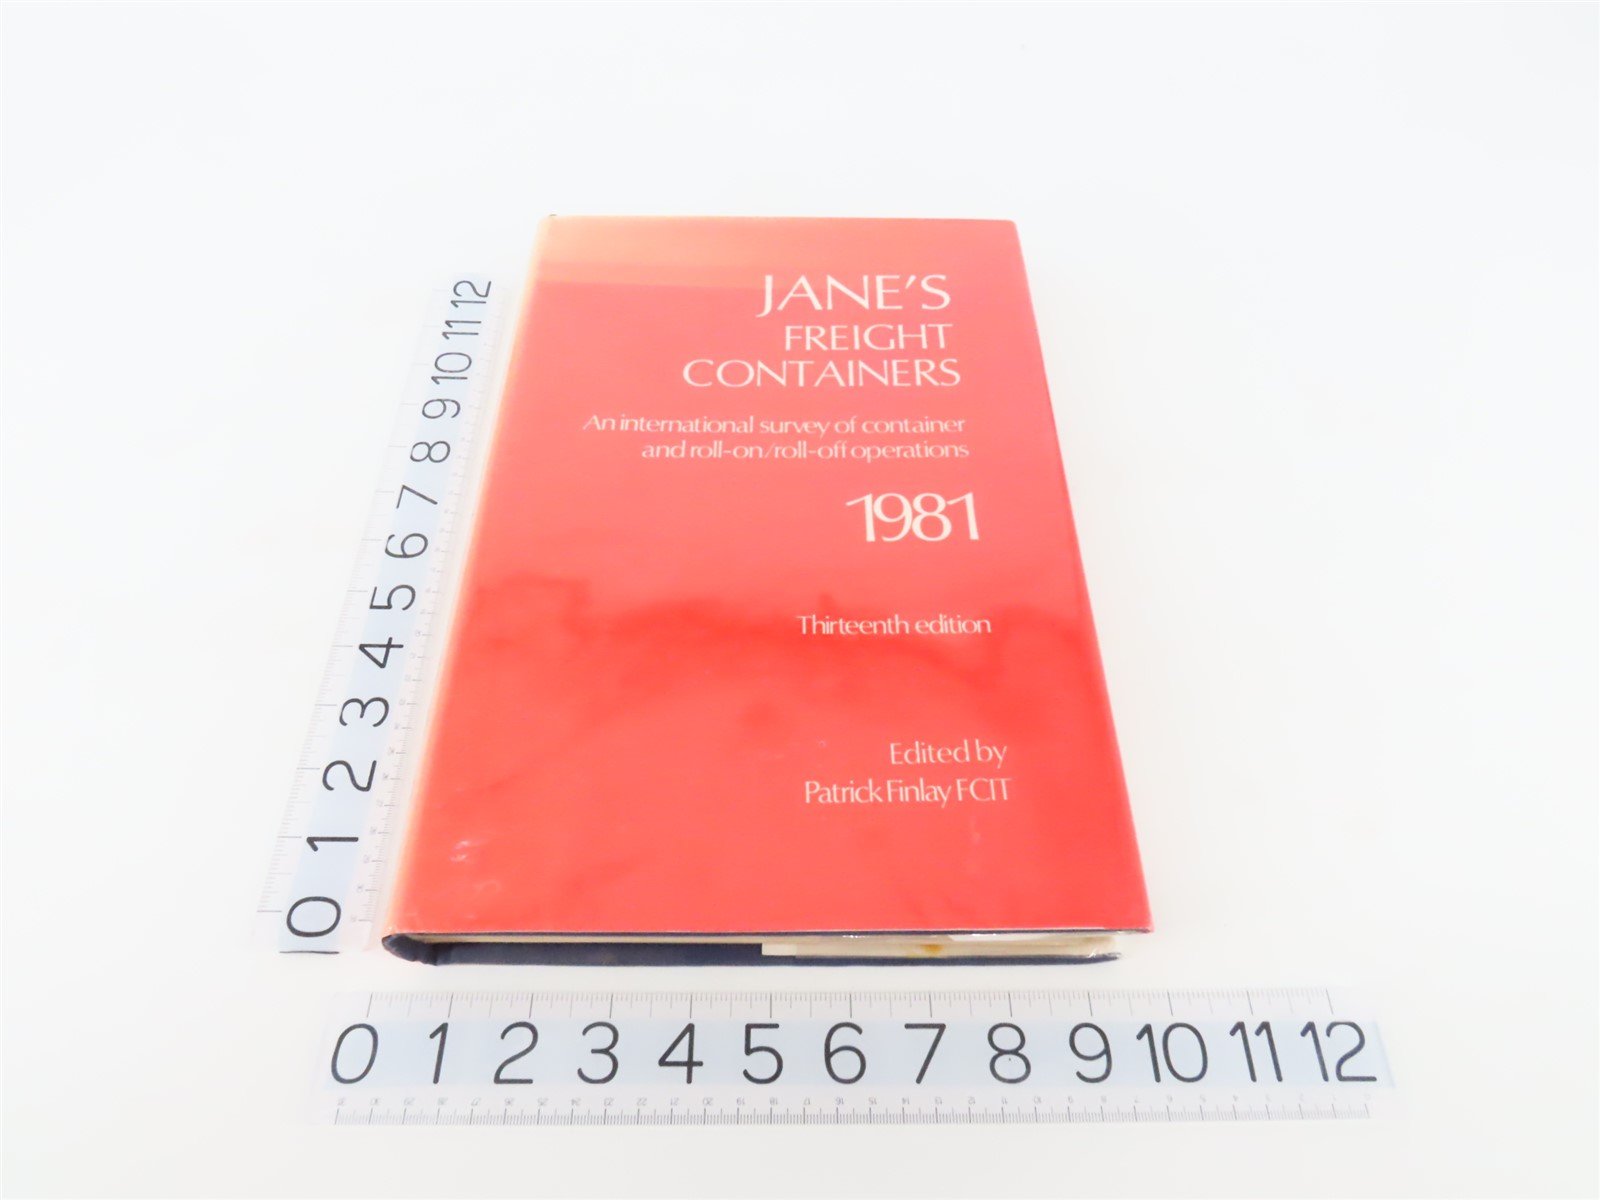 JANE'S
FREIGHT
CONTAINERS
An international survey of container
and roll-on/roll-off operations
1981
Thirteenth edition
Edited by
Patrick Finlay FCIT
0 1 2 3 4 5 6 7 8 9 10 11 12
0 1 2 3 4 5 6 7 8 9 10 11 12